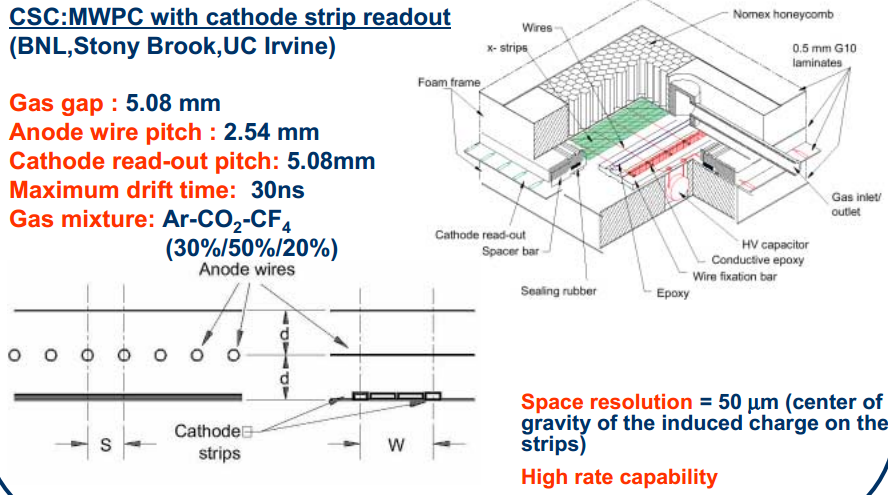 CSC:MWPC with cathode strip readout
(BNL,Stony Brook,UC Irvine)
Gas gap : 5.08 mm
Anode wire pitch : 2.54 mm
Cathode read-out pitch: 5.08mm
Maximum drift time: 30ns
Gas mixture: Ar-CO₂-CF₄
(30%/50%/20%)
Wires
Nomex honeycomb
x- strips
0.5 mm G10
laminates
Foam frame
Gas inlet/
outlet
Cathode read-out
Spacer bar
HV capacitor
Conductive epoxy
Wire fixation bar
Sealing rubber
Epoxy
Anode wires
d
d
Cathode
strips
S
W
Space resolution = 50 μm (center of
gravity of the induced charge on the
strips)
High rate capability